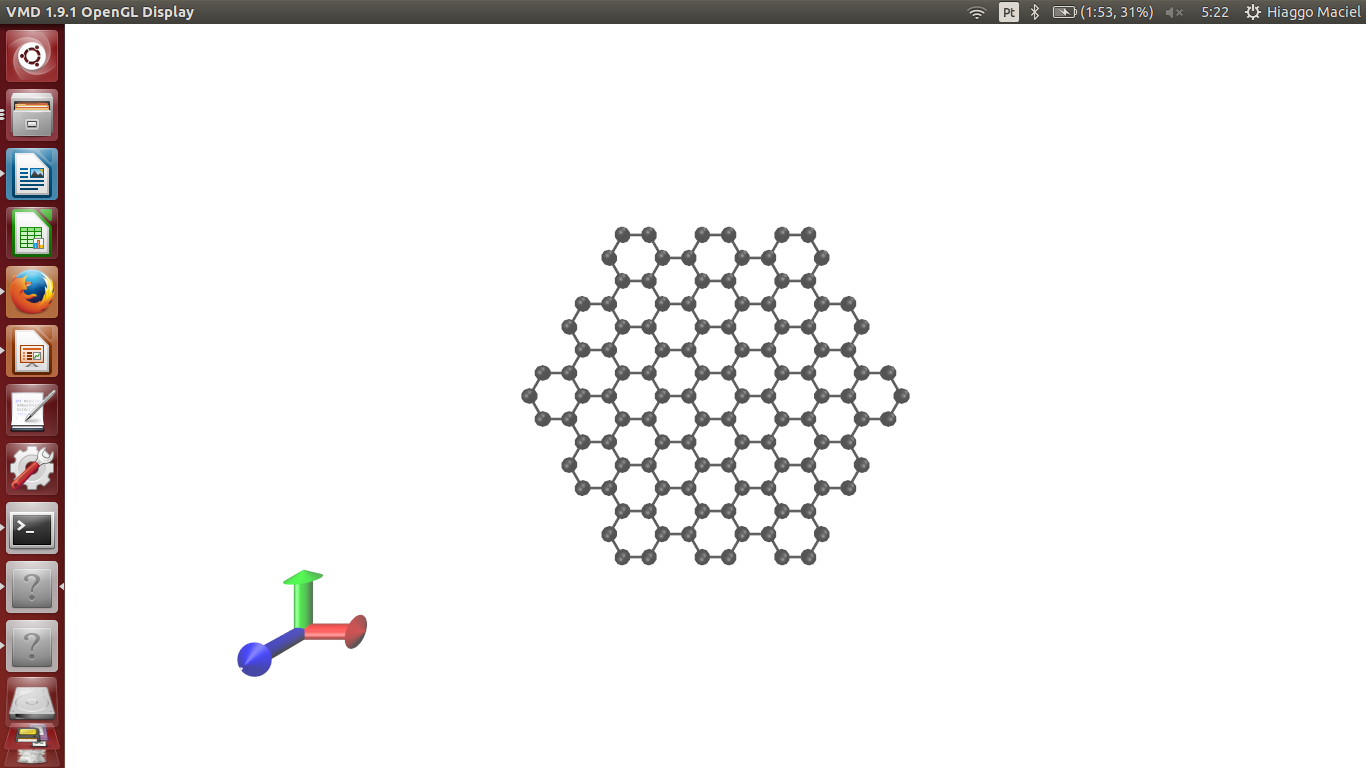 VMD 1.9.1 OpenGL Display
Pt (1:53, 31%) 5:22 Hiaggo Maciel
>_
?
?